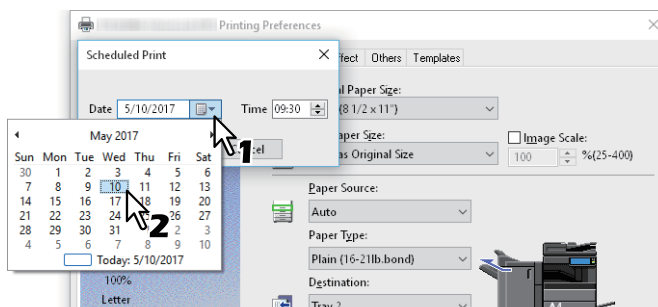 Printing Preferences
Scheduled Print
fect Others Templates
al Paper Size:
(8 1/2 x 11")
Date 5/10/2017 Time 09:30
1
cel
aper Size:
as Original Size
Image Scale:
100 %(25-400)
May 2017
Sun Mon Tue Wed Thu Fri Sat
30 1 2 3 4 5 6
7 8 9 10 11 12 13
14 15 16 17 18 19 20
21 22 23 24 25 26 27
28 29 30 31 1 2 3
4 5 6 7 8 9 10
2
Today: 5/10/2017
Paper Source:
Auto
Paper Type:
Plain (16-21lb.bond)
Destination:
Tray 2
100%
Letter